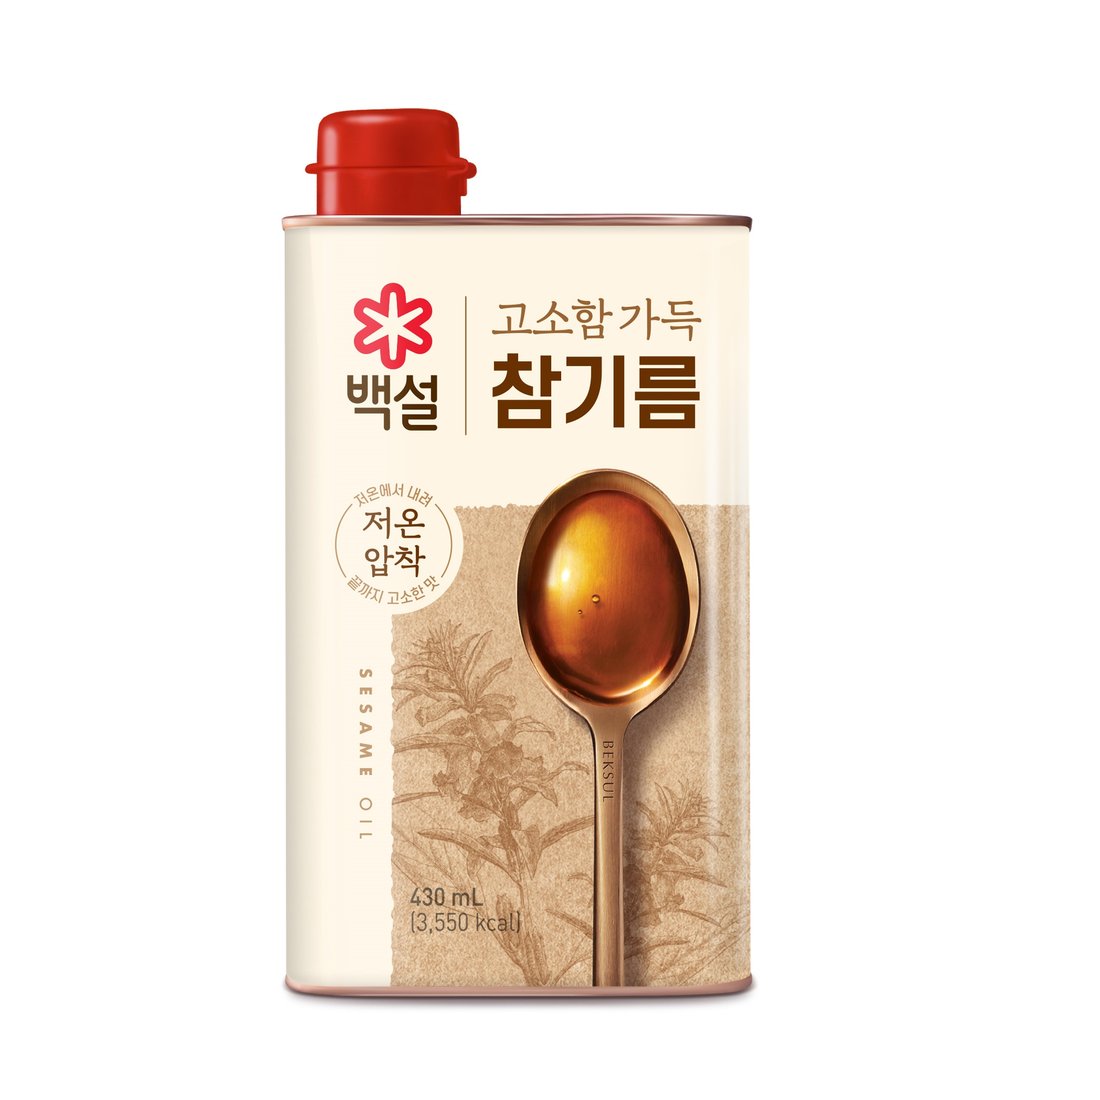 백설
고소함 가득
참기름
저온에서 내려
저온
압착
끝까지 고소한 맛
SESAME OIL
BEKSUL
430 mL
(3,550 kcal)